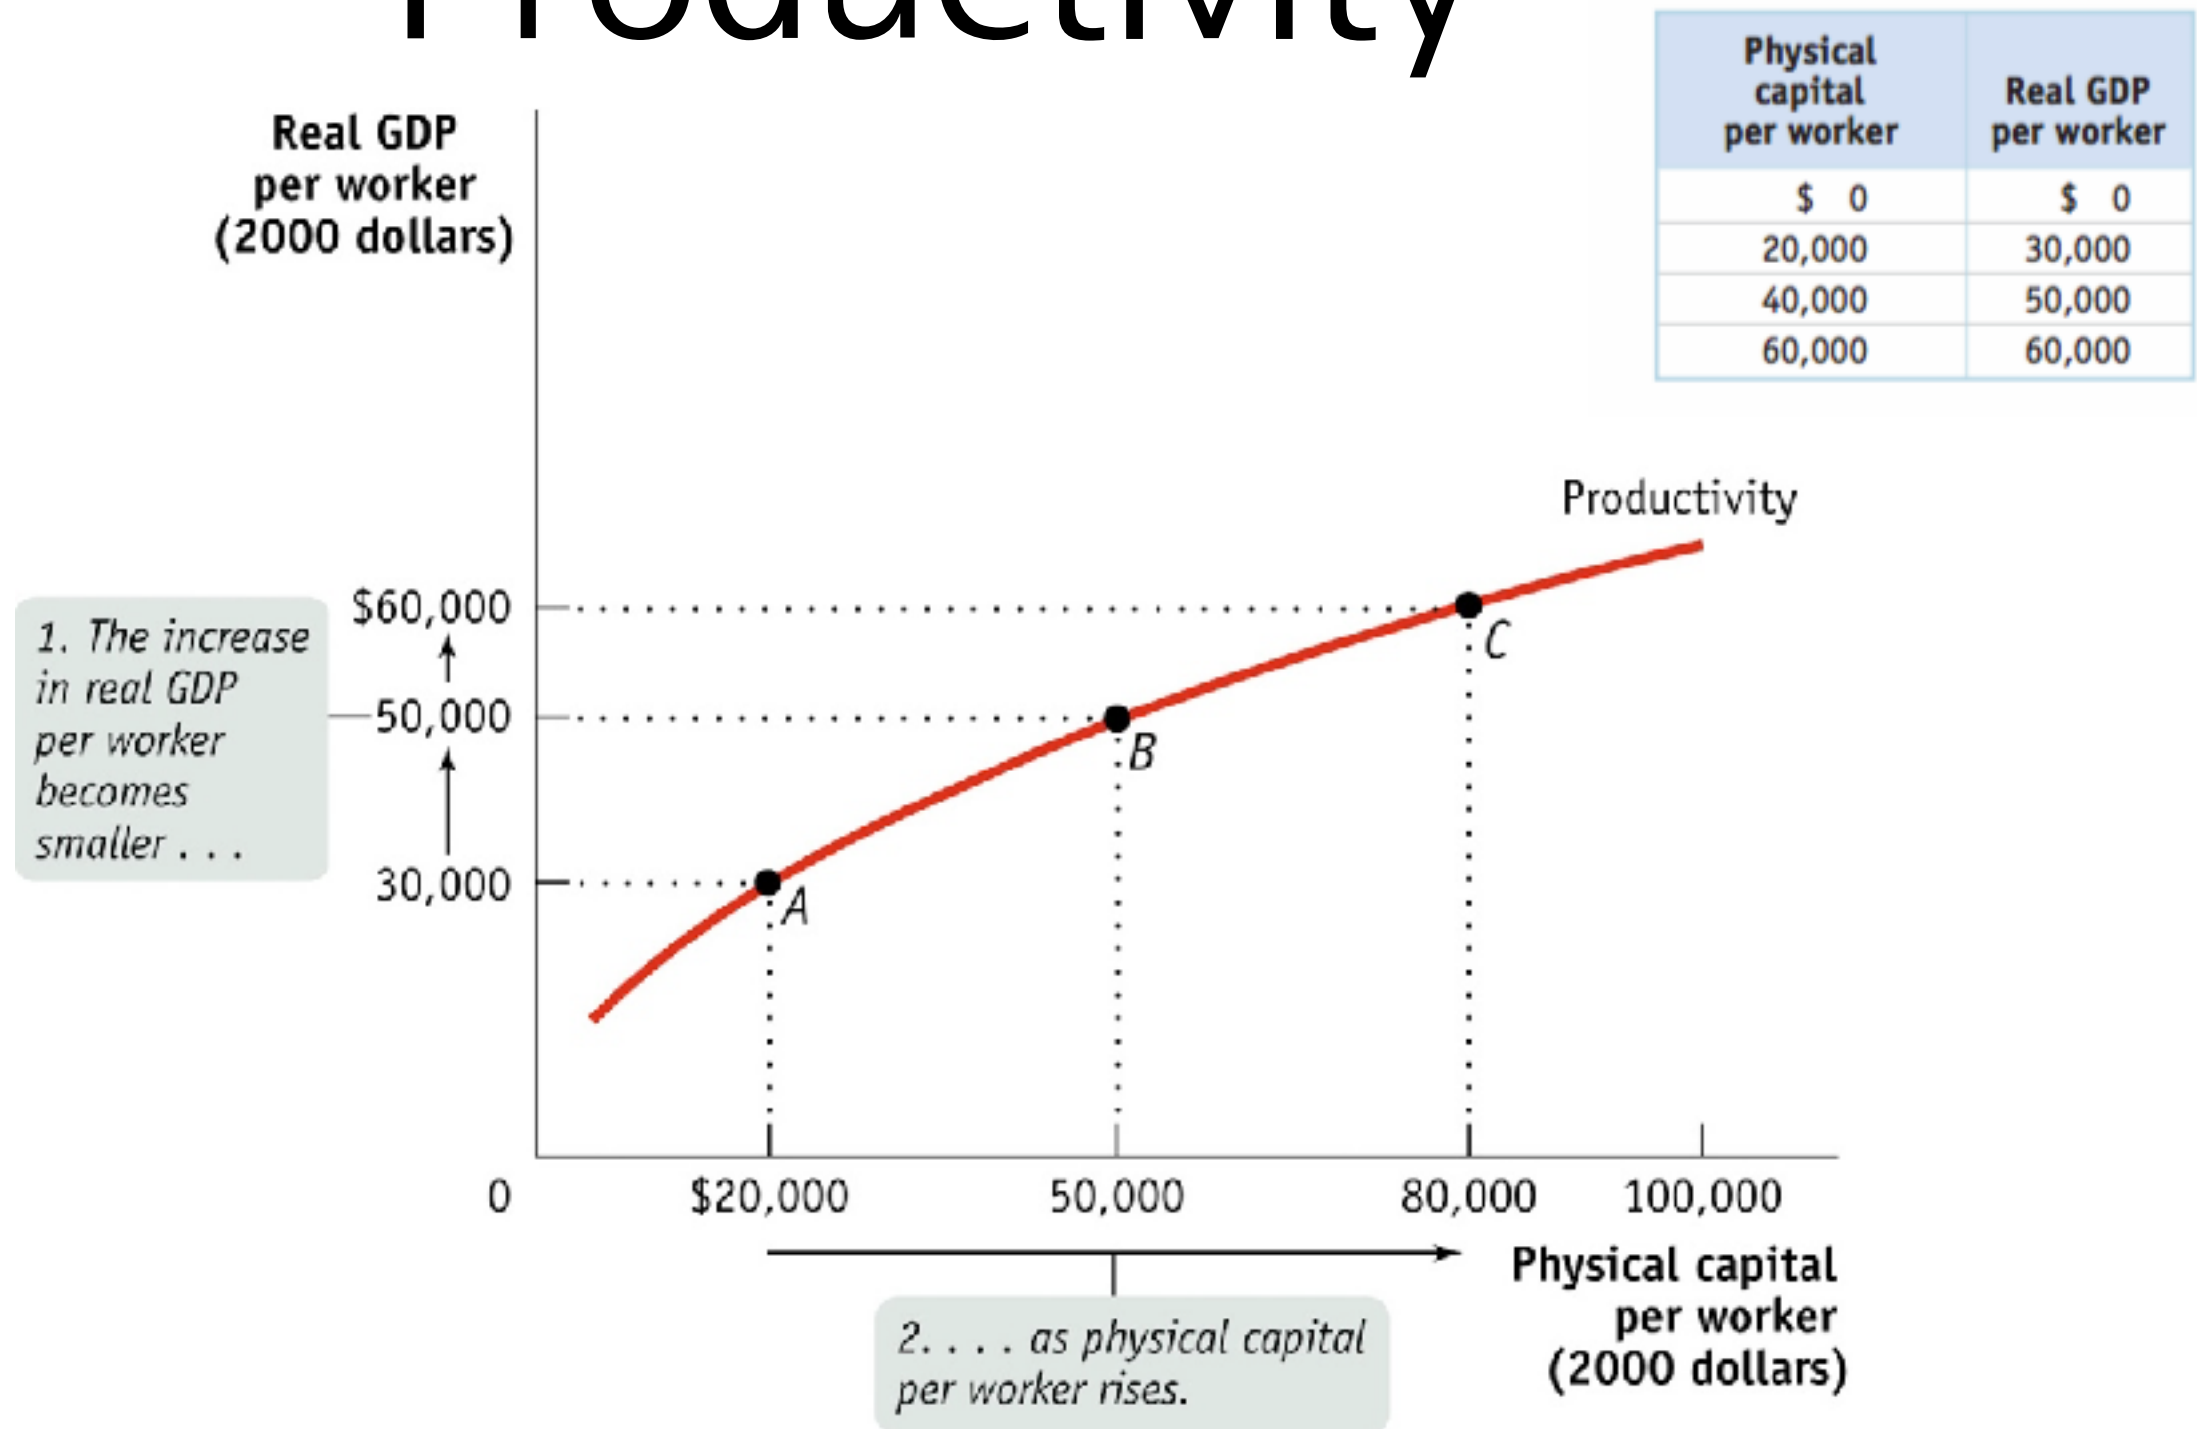 Productivity
Physical
capital
per worker
Real GDP
per worker
$ 0
$ 0
20,000
30,000
40,000
50,000
60,000
60,000
Real GDP
per worker
(2000 dollars)
Productivity
$60,000
50,000
30,000
1. The increase
in real GDP
per worker
becomes
smaller . . .
A
B
C
0
$20,000
50,000
80,000
100,000
Physical capital
per worker
(2000 dollars)
2. . . . as physical capital
per worker rises.